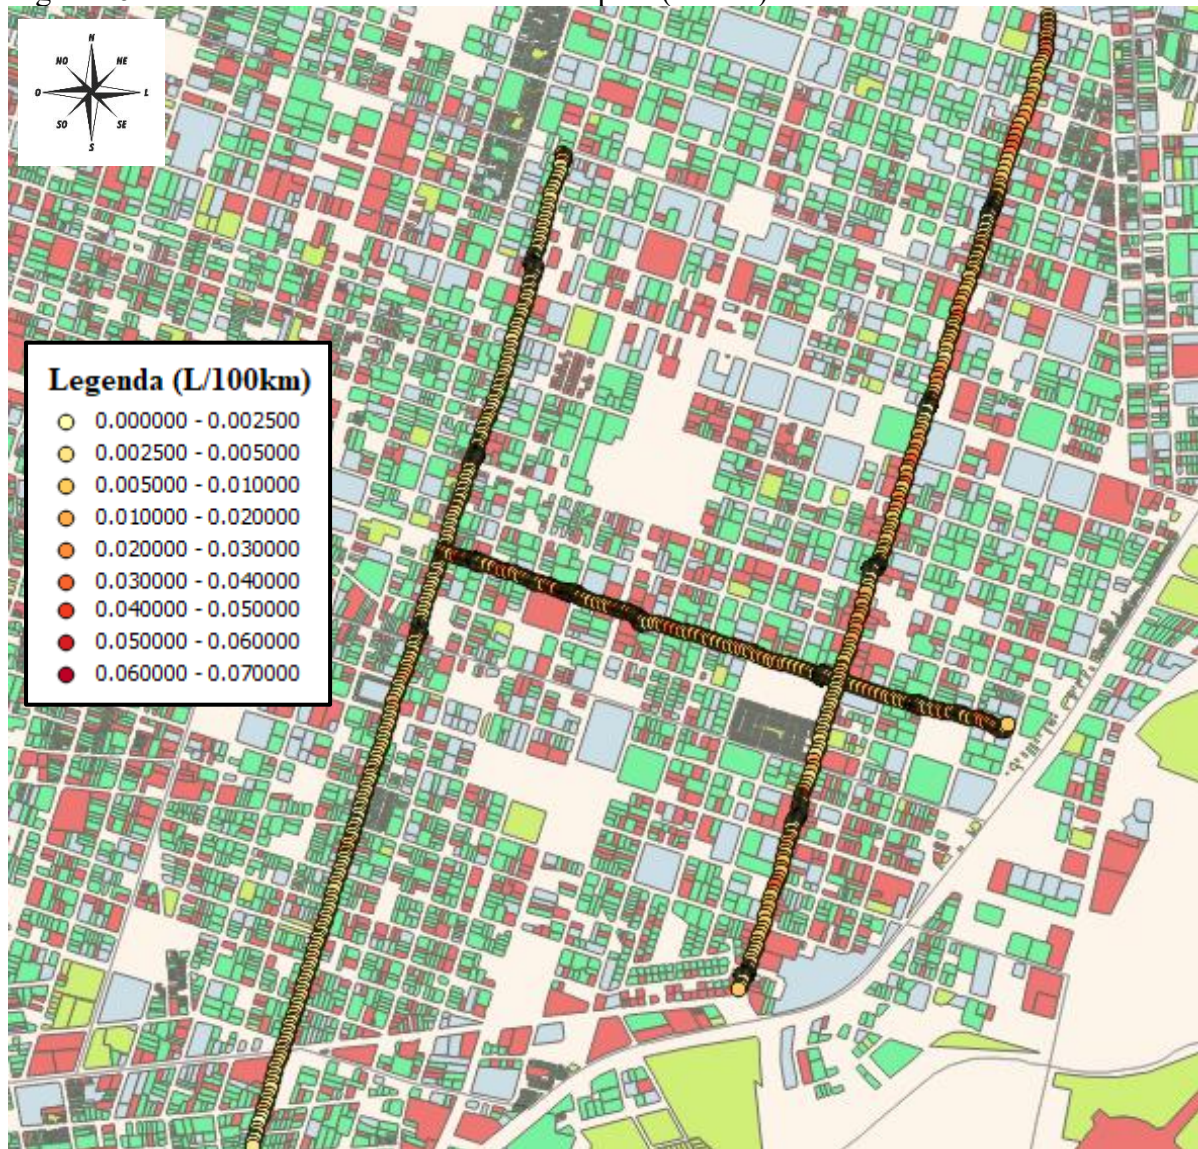 N
NO NE
O L
SO SE
S
Legenda (L/100km)
0.000000 - 0.002500
0.002500 - 0.005000
0.005000 - 0.010000
0.010000 - 0.020000
0.020000 - 0.030000
0.030000 - 0.040000
0.040000 - 0.050000
0.050000 - 0.060000
0.060000 - 0.070000